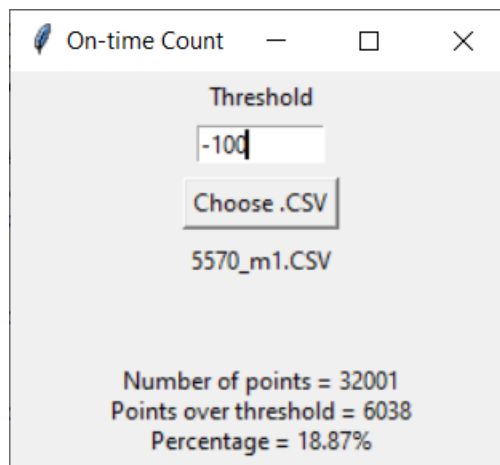 On-time Count
Threshold
-100
Choose .CSV
5570_m1.CSV
Number of points = 32001
Points over threshold = 6038
Percentage = 18.87%